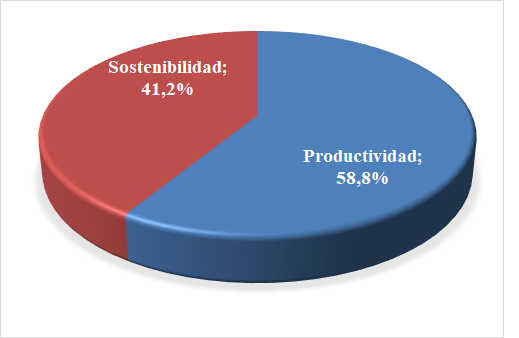 Sostenibilidad;
41,2%
Productividad;
58,8%